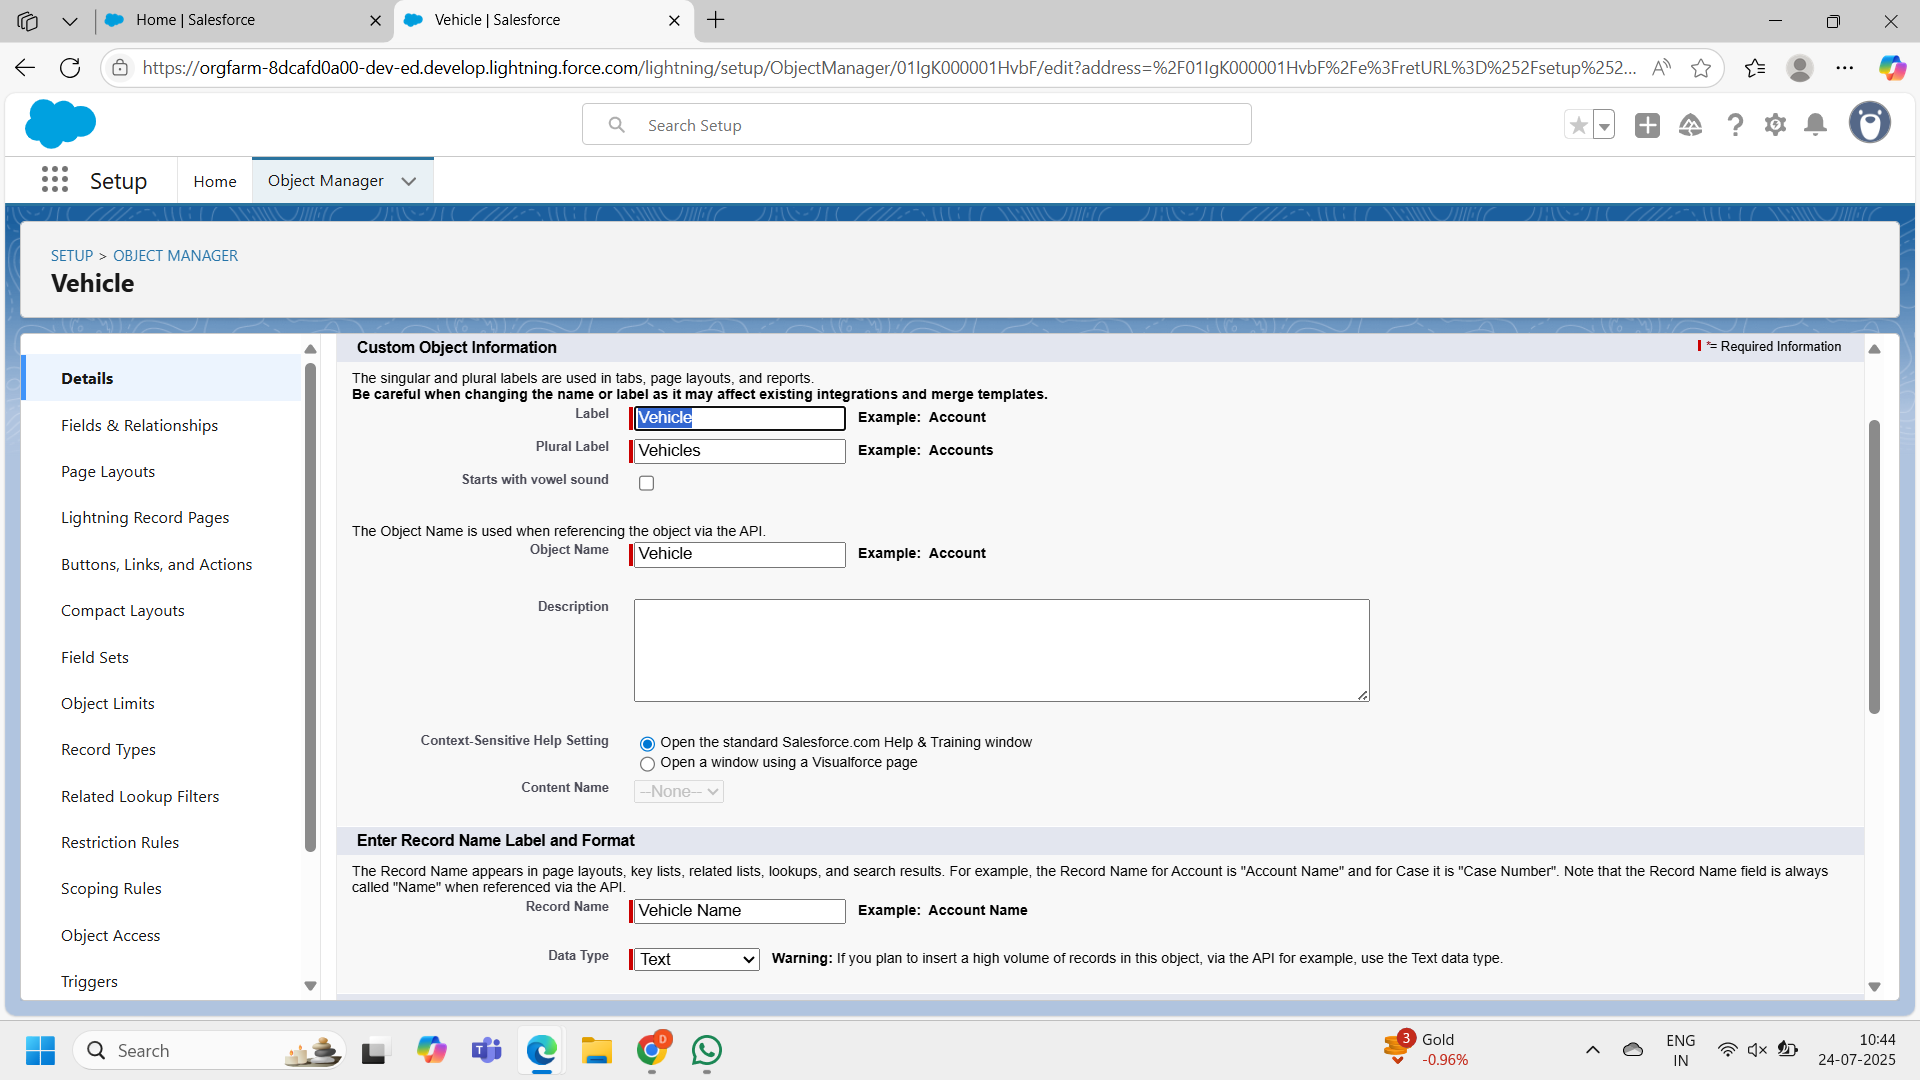 Home | Salesforce
Vehicle | Salesforce
https://orgfarm-8dcafd0a00-dev-ed.develop.lightning.force.com/lightning/setup/ObjectManager/01IgK000001HvbF/edit?address=%2F01IgK000001HvbF%2Fe%3FretURL%3D%252Fsetup%252...
Search Setup
Setup
Home
Object Manager
SETUP > OBJECT MANAGER
Vehicle
Details
Fields & Relationships
Page Layouts
Lightning Record Pages
Buttons, Links, and Actions
Compact Layouts
Field Sets
Object Limits
Record Types
Related Lookup Filters
Restriction Rules
Scoping Rules
Object Access
Triggers
Custom Object Information
* = Required Information
The singular and plural labels are used in tabs, page layouts, and reports.
Be careful when changing the name or label as it may affect existing integrations and merge templates.
Label Vehicle Example: Account
Plural Label Vehicles Example: Accounts
Starts with vowel sound
The Object Name is used when referencing the object via the API.
Object Name Vehicle Example: Account
Description
Context-Sensitive Help Setting Open the standard Salesforce.com Help & Training window
Open a window using a Visualforce page
Content Name --None--
Enter Record Name Label and Format
The Record Name appears in page layouts, key lists, related lists, lookups, and search results. For example, the Record Name for Account is "Account Name" and for Case it is "Case Number". Note that the Record Name field is always
called "Name" when referenced via the API.
Record Name Vehicle Name Example: Account Name
Data Type Text Warning: If you plan to insert a high volume of records in this object, via the API for example, use the Text data type.
Search
D
3
Gold
-0.96%
ENG
IN
10:44
24-07-2025